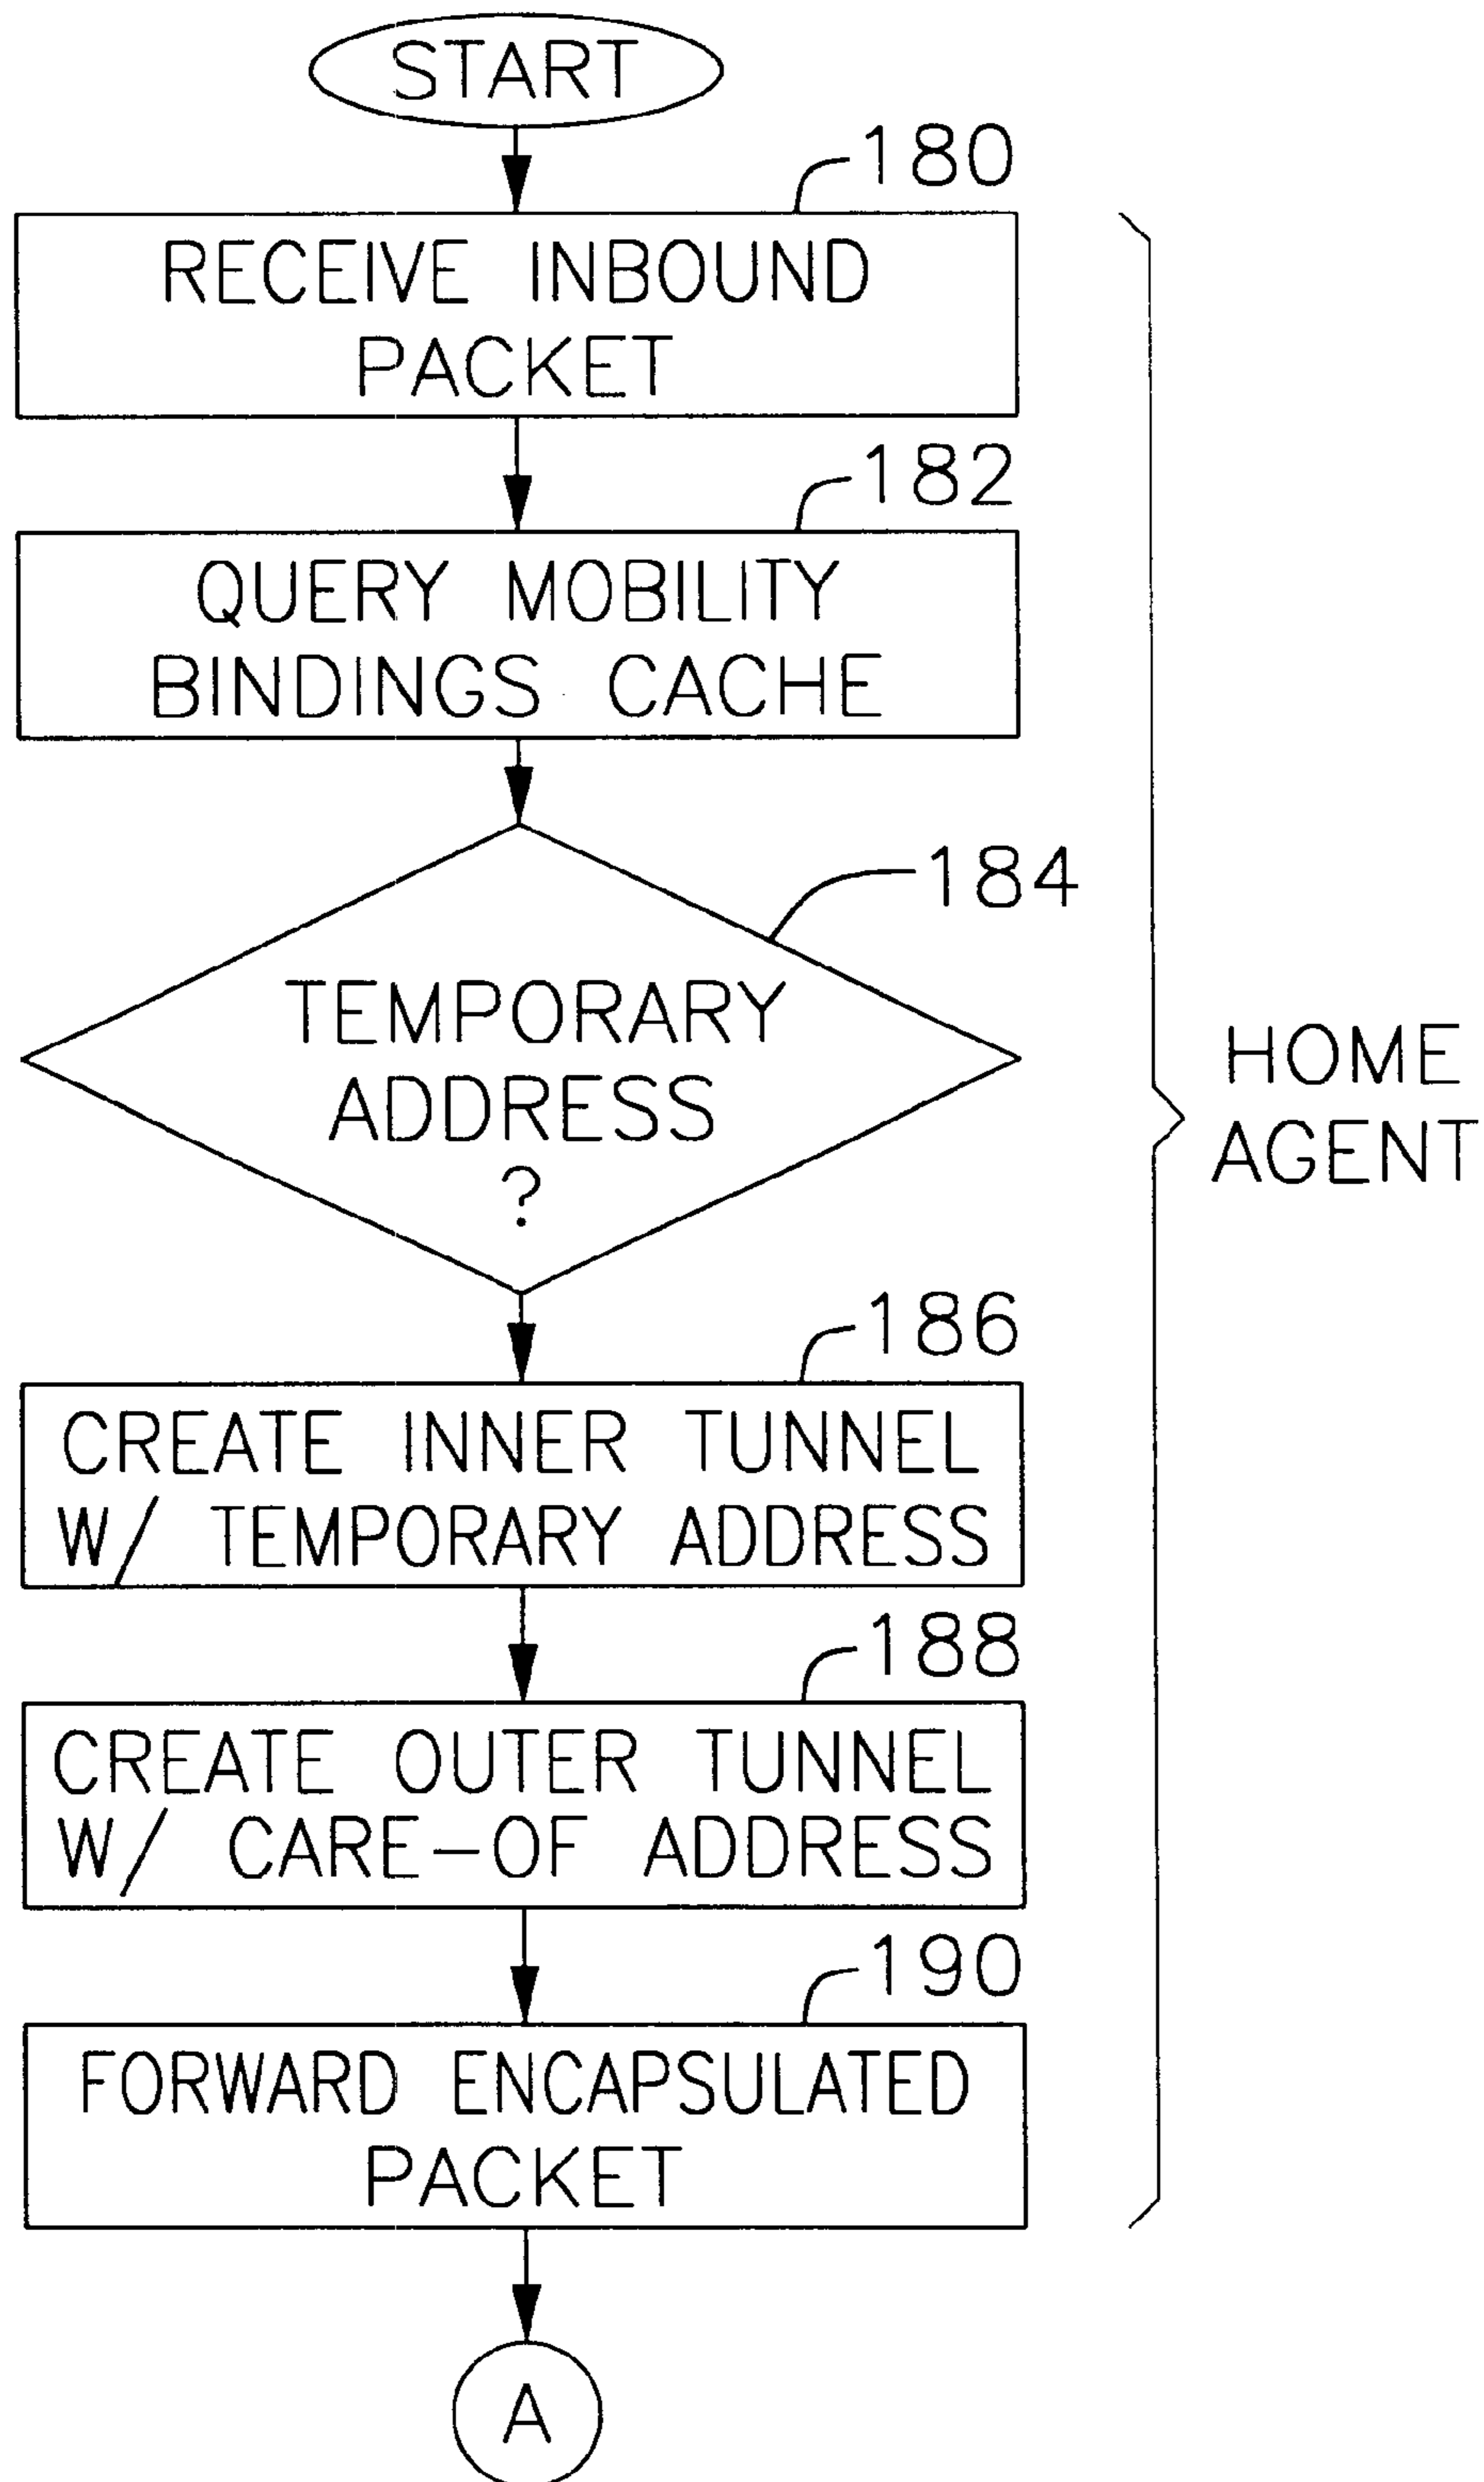 START
180
RECEIVE INBOUND
PACKET
182
QUERY MOBILITY
BINDINGS CACHE
184
TEMPORARY
ADDRESS
?
HOME
AGENT
186
CREATE INNER TUNNEL
W/ TEMPORARY ADDRESS
188
CREATE OUTER TUNNEL
W/ CARE-OF ADDRESS
190
FORWARD ENCAPSULATED
PACKET
A